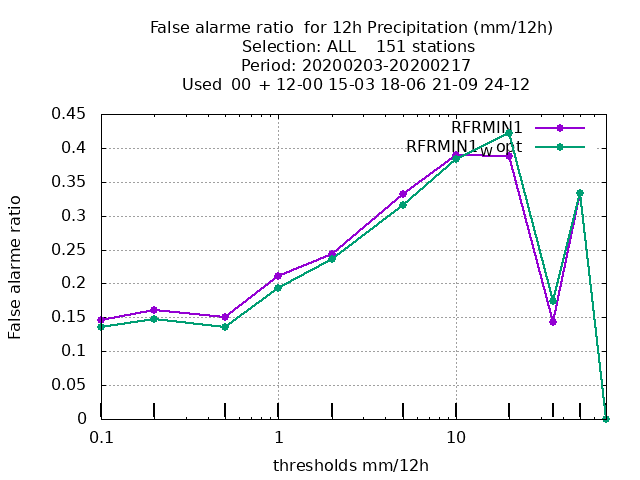 False alarme ratio  for 12h Precipitation (mm/12h)
Selection: ALL    151 stations
Period: 20200203-20200217
Used  00 + 12-00 15-03 18-06 21-09 24-12
RFRMIN1
RFRMIN1w opt
False alarme ratio
0.45
0.4
0.35
0.3
0.25
0.2
0.15
0.1
0.05
0
0.1 1 10
thresholds mm/12h